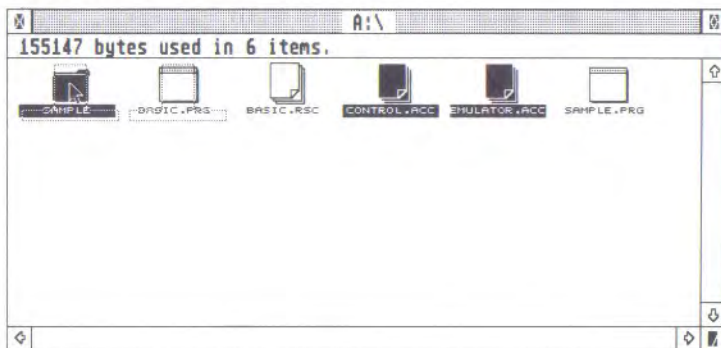 A:\
155147 bytes used in 6 items.
SAMPLE BASIC.PRG BASIC.RSC CONTROL.ACC EMULATOR.ACC SAMPLE.PRG